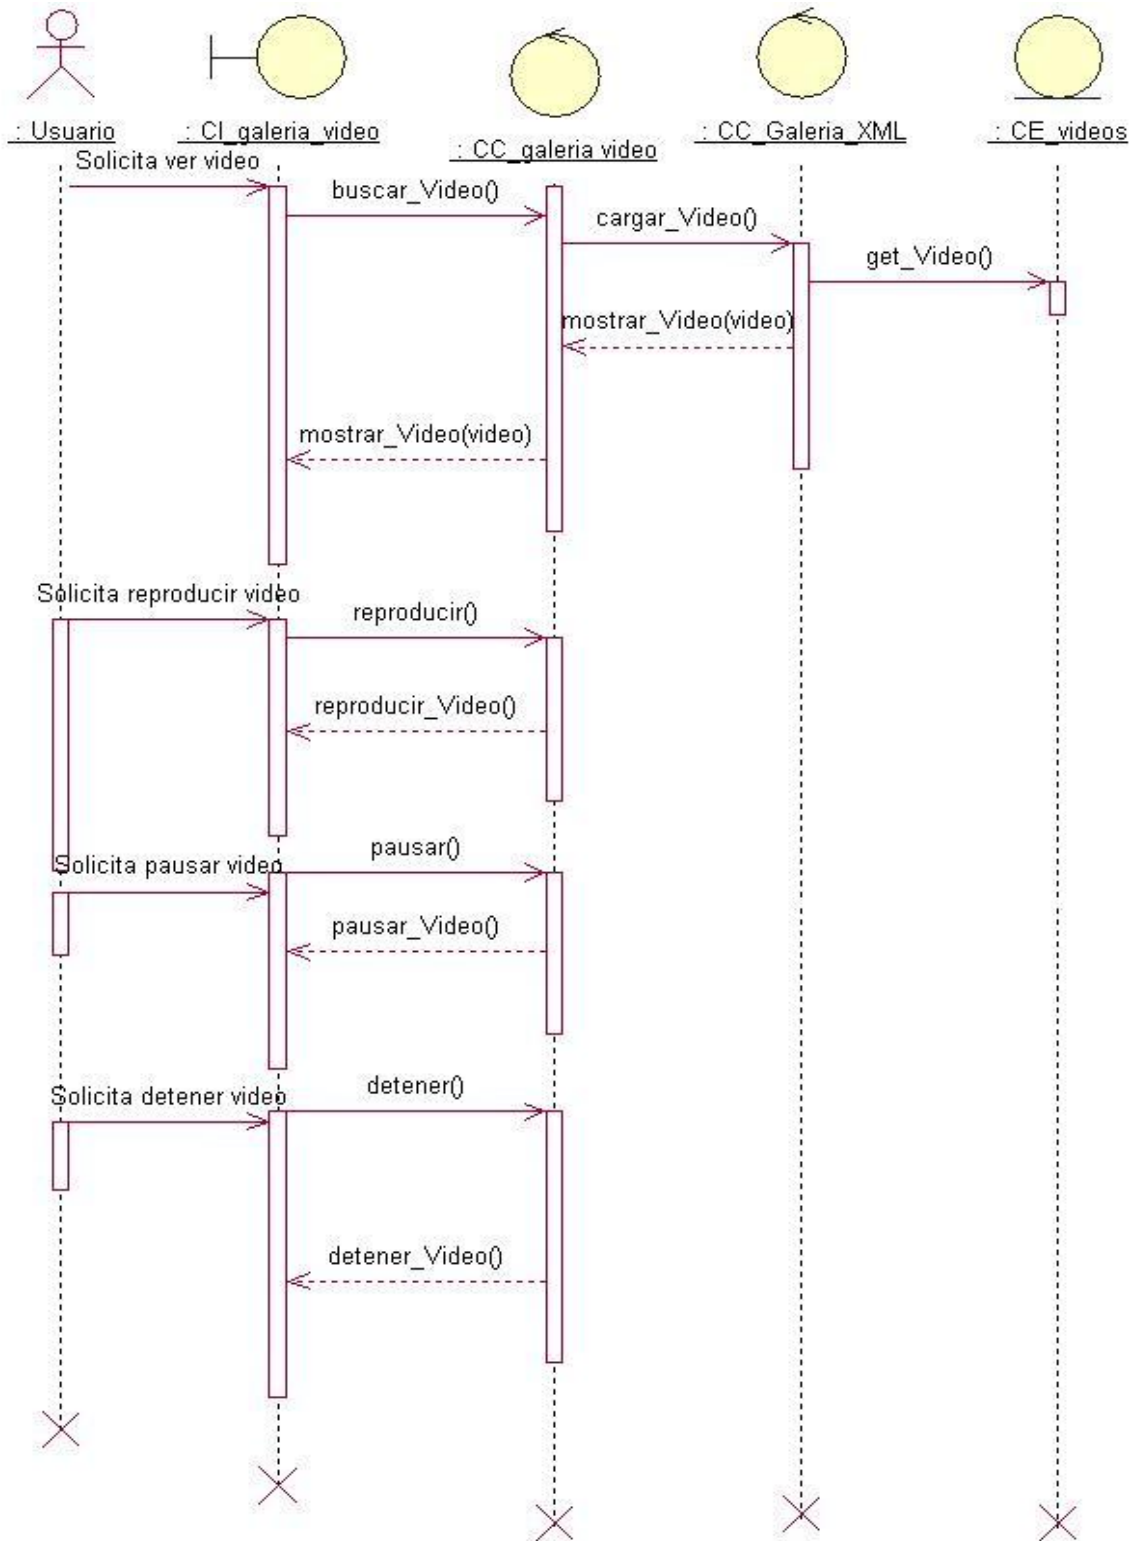 : Usuario
: CI_galeria_video
: CC_galeria video
: CC_Galeria_XML
: CE_videos
Solicita ver video
buscar_Video()
cargar_Video()
get_Video()
mostrar_Video(video)
mostrar_Video(video)
Solicita reproducir video
reproducir()
reproducir_Video()
Solicita pausar video
pausar()
pausar_Video()
Solicita detener video
detener()
detener_Video()